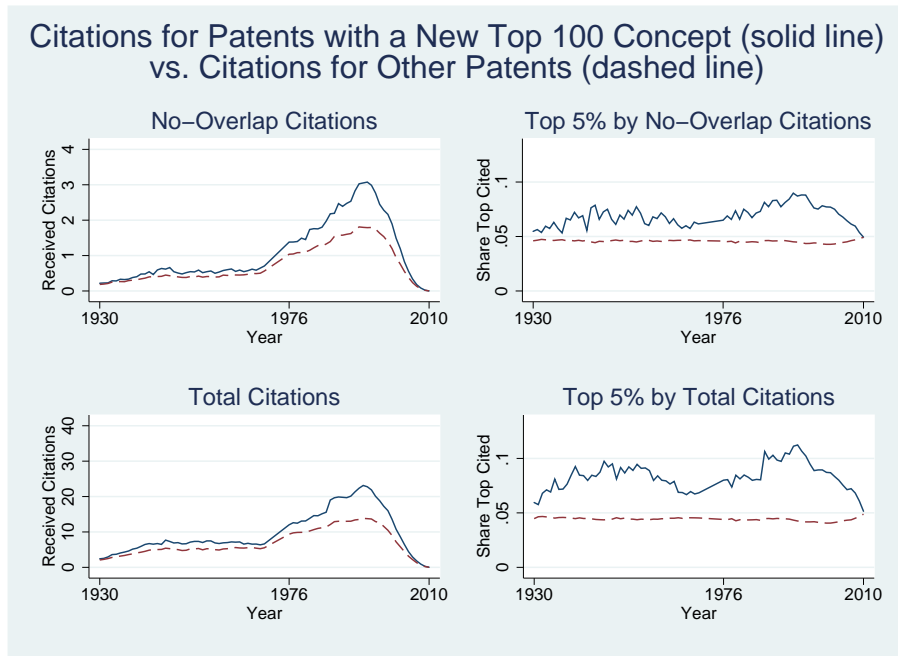 Citations for Patents with a New Top 100 Concept (solid line)
vs. Citations for Other Patents (dashed line)
No−Overlap Citations
Received Citations
4
3
2
1
0
1930 1976 2010
Year
Top 5% by No−Overlap Citations
Share Top Cited
.1
.05
0
1930 1976 2010
Year
Total Citations
Received Citations
40
30
20
10
0
1930 1976 2010
Year
Top 5% by Total Citations
Share Top Cited
.1
.05
0
1930 1976 2010
Year